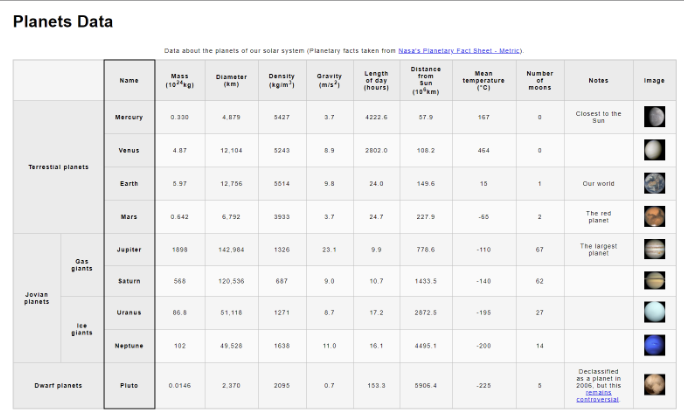 Planets Data
Data about the planets of our solar system (Planetary facts taken from Nasa's Planetary Fact Sheet - Metric).
Name Mass (10^24kg) Diameter (km) Density (kg/m^3) Gravity (m/s^2) Length of day (hours) Distance from Sun (10^6km) Mean temperature (°C) Number of moons Notes Image
Terrestial planets Mercury 0.330 4,879 5427 3.7 4222.6 57.9 167 0 Closest to the Sun
Venus 4.87 12,104 5243 8.9 2802.0 108.2 464 0
Earth 5.97 12,756 5514 9.8 24.0 149.6 15 1 Our world
Mars 0.642 6,792 3933 3.7 24.7 227.9 -65 2 The red planet
Jovian planets Gas giants Jupiter 1898 142,984 1326 23.1 9.9 778.6 -110 67 The largest planet
Saturn 568 120,536 687 9.0 10.7 1433.5 -140 62
Ice giants Uranus 86.8 51,118 1271 8.7 17.2 2872.5 -195 27
Neptune 102 49,528 1638 11.0 16.1 4495.1 -200 14
Dwarf planets Pluto 0.0146 2,370 2095 0.7 153.3 5906.4 -225 5 Declassified as a planet in 2006, but this remains controversial.